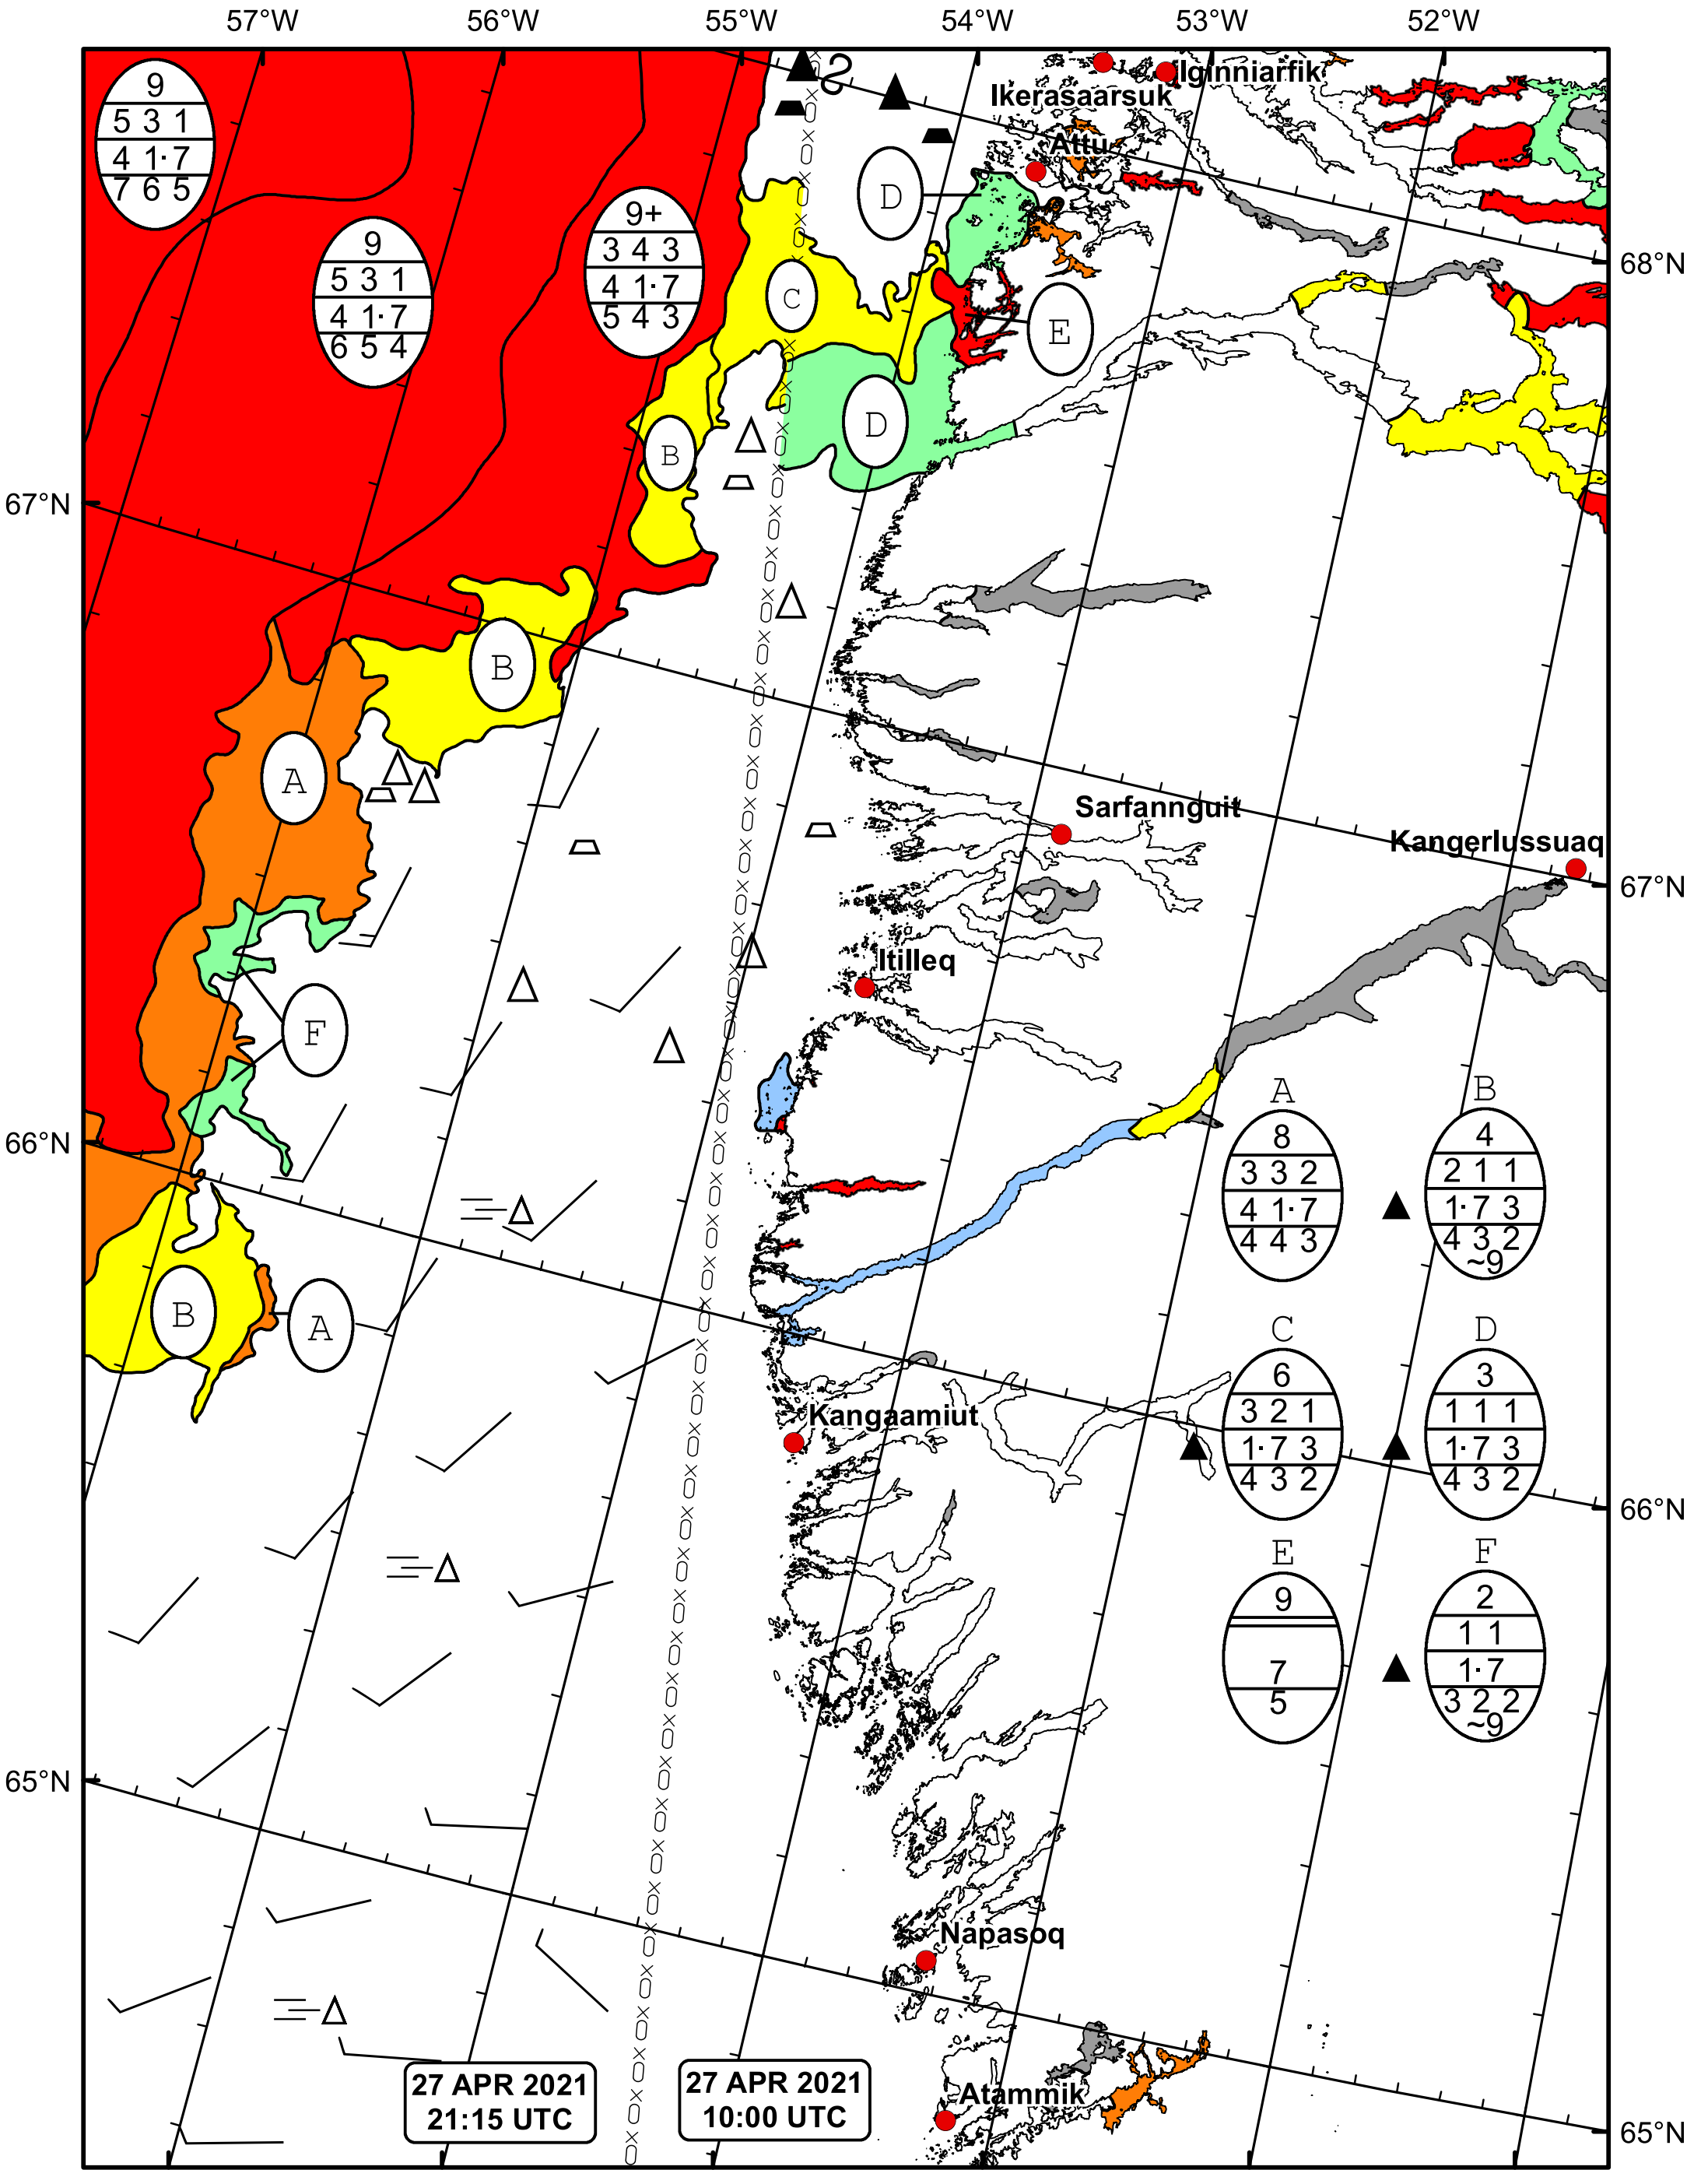 57°W 56°W 55°W 54°W 53°W 52°W
Iginniarfik
Ikerasaarsuk
Attu
9
5 3 1
4 1·7
7 6 5
9
5 3 1
4 1·7
6 5 4
9+
3 4 3
4 1·7
5 4 3
D
C
E
68°N
D
B
67°N
B
A
Sarfannguit
Kangerlussuaq
67°N
Itilleq
F
66°N
A B
8
3 3 2
4 1·7
4 4 3
4
2 1 1
1·7 3
4 3 2
~9
B
A
C D
6
3 2 1
1·7 3
4 3 2
3
1 1 1
1·7 3
4 3 2
Kangaamiut
66°N
E F
9
7
5
2
1 1
1·7
3 2 2
~9
65°N
Napasoq
27 APR 2021
21:15 UTC
27 APR 2021
10:00 UTC
Atammik
65°N